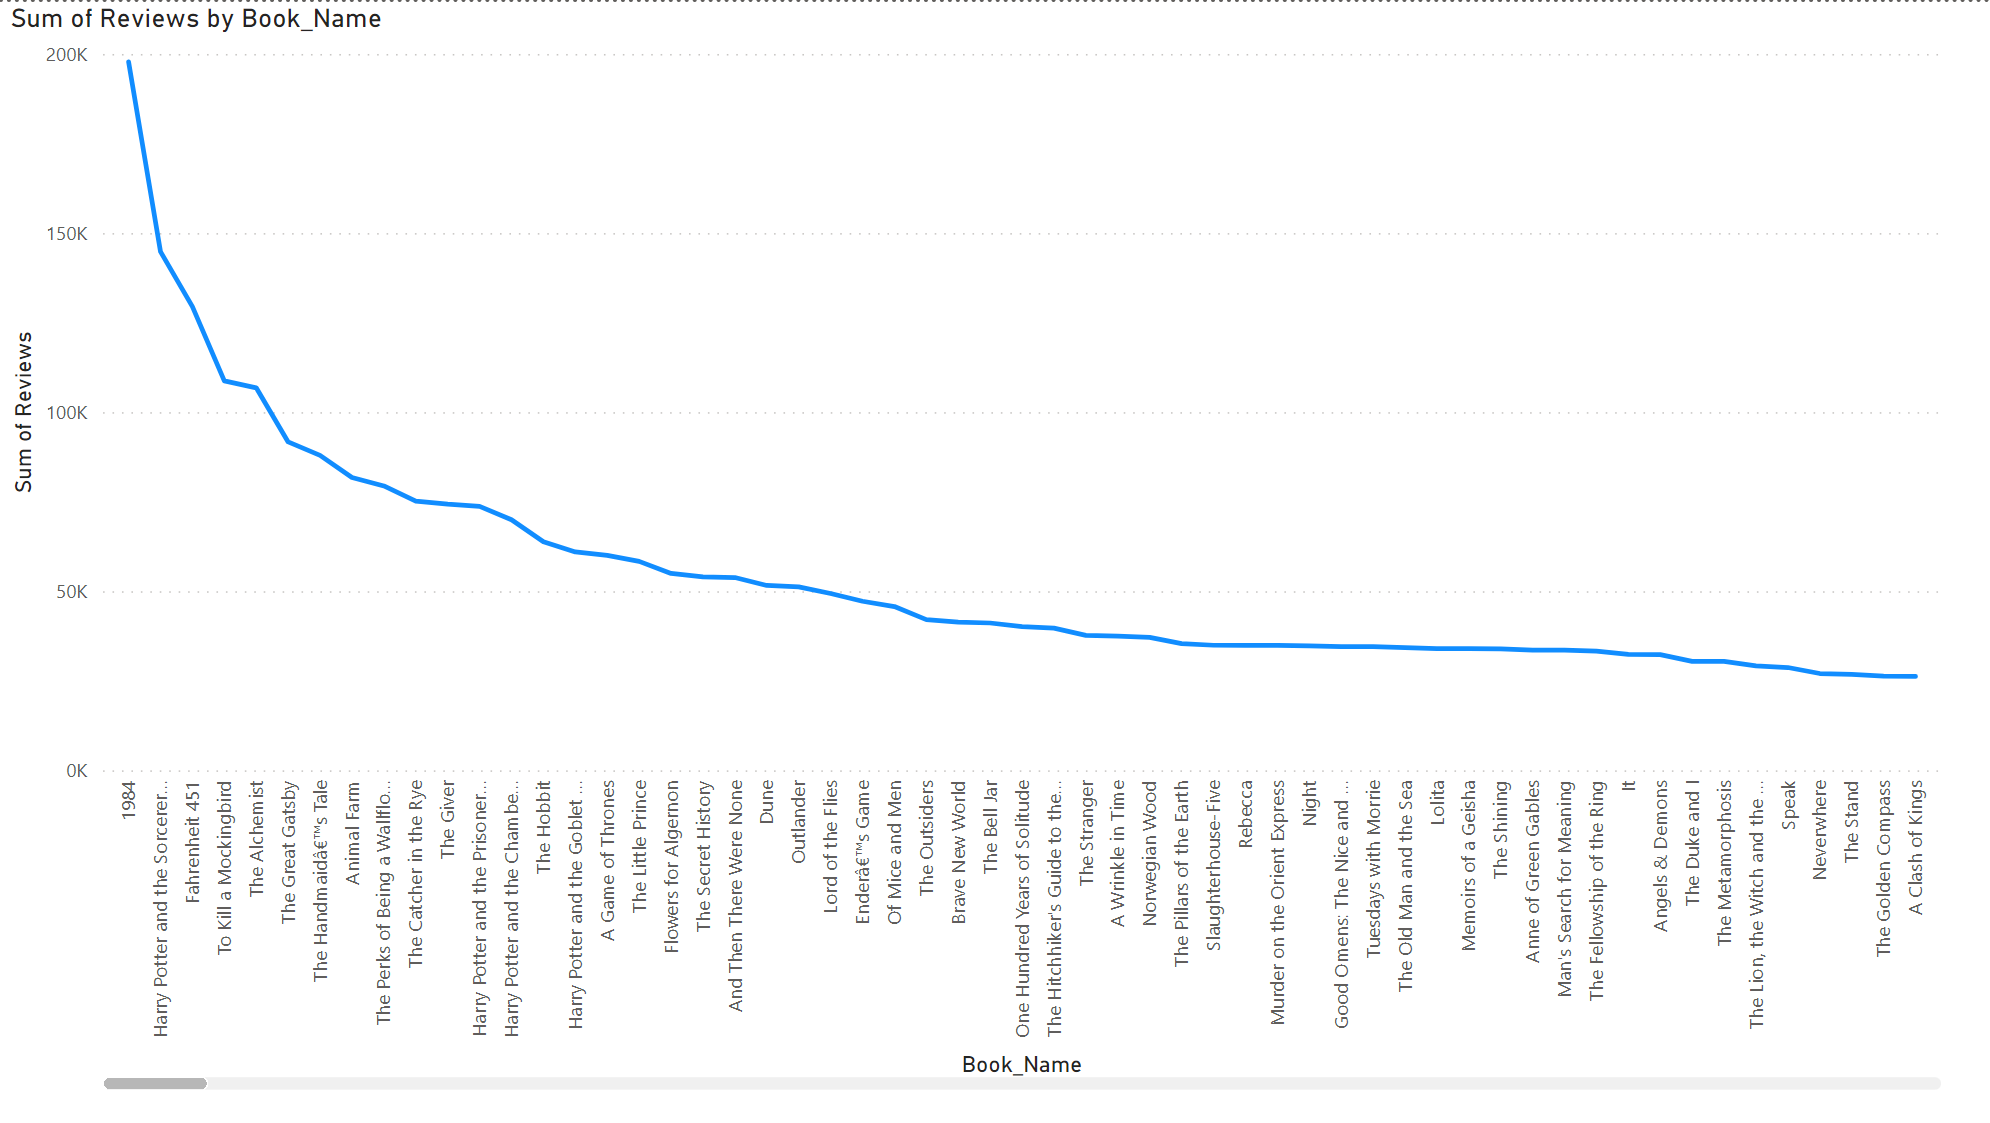 Sum of Reviews by Book_Name
200K
150K
100K
50K
0K
Sum of Reviews
1984
Harry Potter and the Sorcerer...
Fahrenheit 451
To Kill a Mockingbird
The Alchemist
The Great Gatsby
The Handmaidâ€™s Tale
Animal Farm
The Perks of Being a Wallflo...
The Catcher in the Rye
The Giver
Harry Potter and the Prisoner...
Harry Potter and the Chambe...
The Hobbit
Harry Potter and the Goblet ...
A Game of Thrones
The Little Prince
Flowers for Algernon
The Secret History
And Then There Were None
Dune
Outlander
Lord of the Flies
Enderâ€™s Game
Of Mice and Men
The Outsiders
Brave New World
The Bell Jar
One Hundred Years of Solitude
The Hitchhiker's Guide to the...
The Stranger
A Wrinkle in Time
Norwegian Wood
The Pillars of the Earth
Slaughterhouse-Five
Rebecca
Murder on the Orient Express
Night
Good Omens: The Nice and ...
Tuesdays with Morrie
The Old Man and the Sea
Lolita
Memoirs of a Geisha
The Shining
Anne of Green Gables
Man's Search for Meaning
The Fellowship of the Ring
It
Angels & Demons
The Duke and I
The Metamorphosis
The Lion, the Witch and the ...
Speak
Neverwhere
The Stand
The Golden Compass
A Clash of Kings
Book_Name